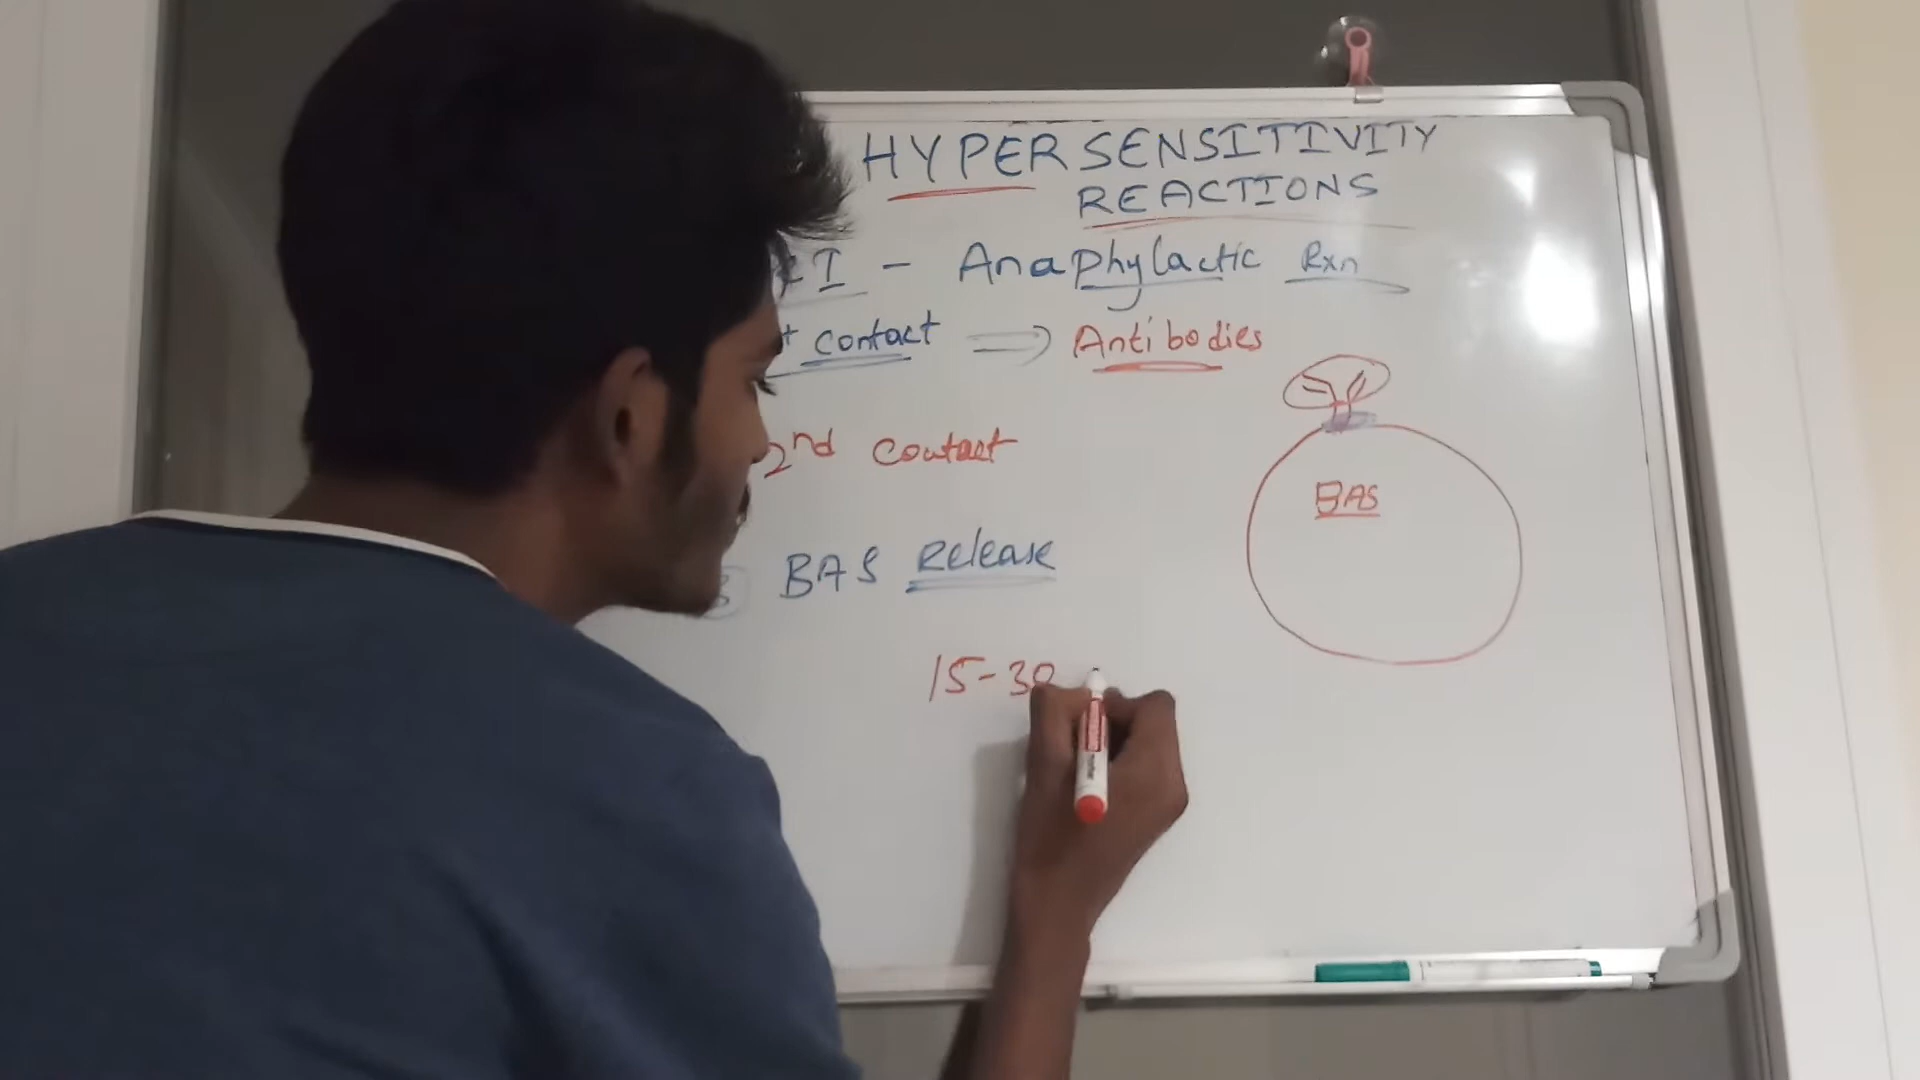 HYPERSENSITIVITY
REACTIONS
I - Anaphylactic Rxn
contact ⟹ Antibodies
2nd contact
BAS
BAS Release
15-30